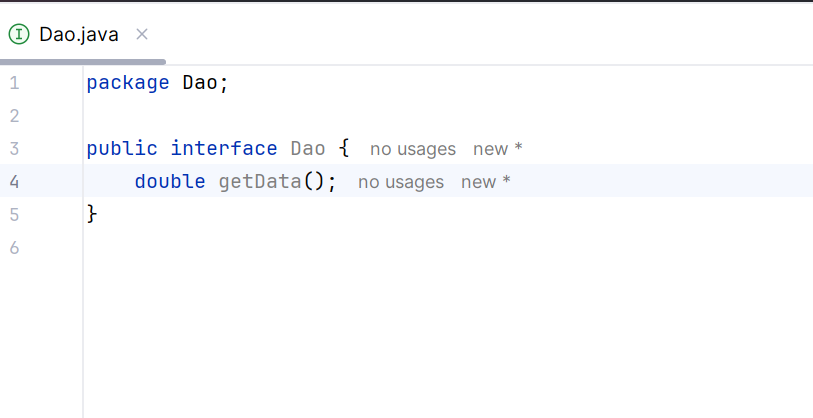 Dao.java
1 package Dao;
2
3 public interface Dao { no usages new *
4 double getData(); no usages new *
5 }
6